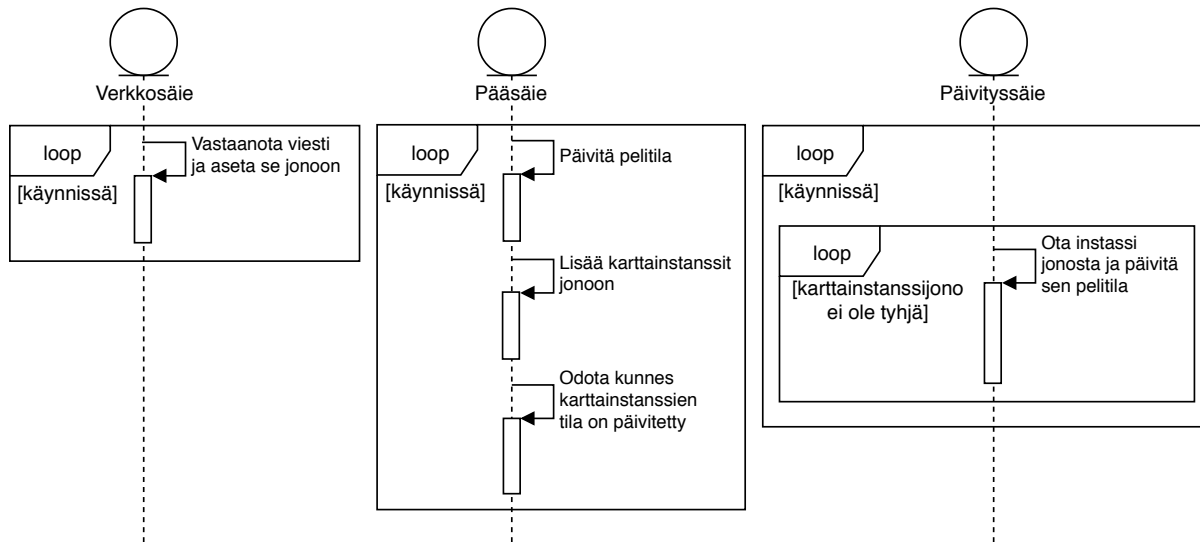 Verkkosäie
loop
[käynnissä]
Vastaanota viesti
ja aseta se jonoon
Pääsäie
loop
[käynnissä]
Päivitä pelitila
Lisää karttainstanssit
jonoon
Odota kunnes
karttainstanssien
tila on päivitetty
Päivityssäie
loop
[käynnissä]
loop
[karttainstanssijono
ei ole tyhjä]
Ota instassi
jonosta ja päivitä
sen pelitila